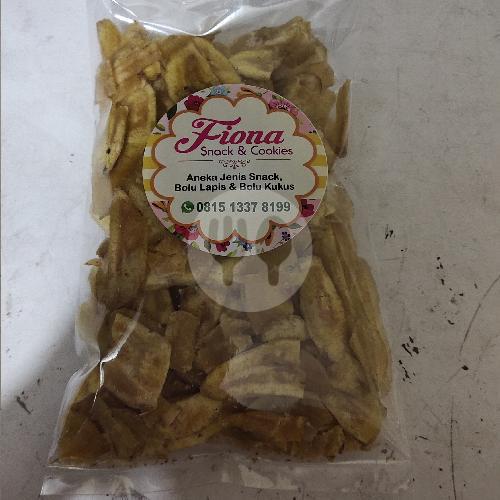 Fiona
Snack & Cookies
Aneka Jenis Snack,
Bolu Lapis & Bolu Kukus
0815 1337 8199